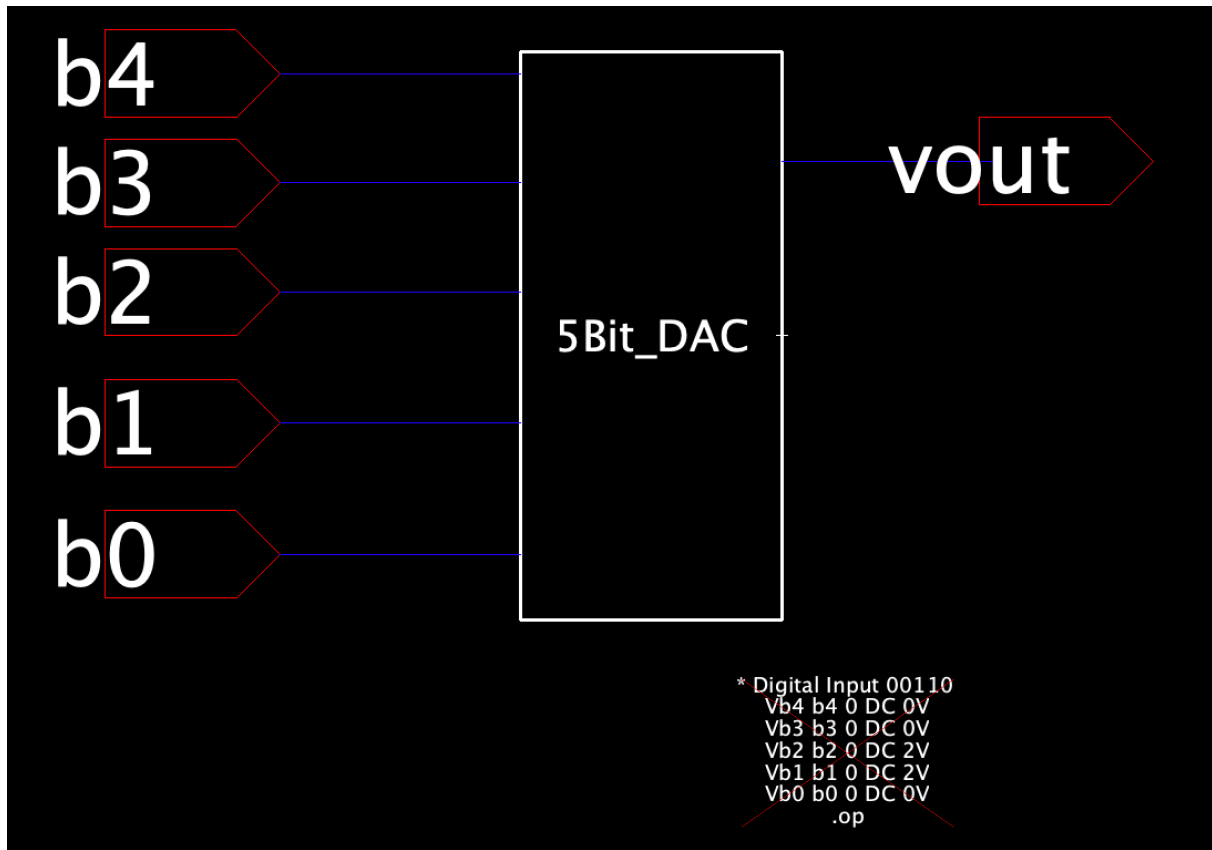 b4
b3
vout
b2
5Bit_DAC
b1
b0
* Digital Input 00110
Vb4 b4 0 DC 0V
Vb3 b3 0 DC 0V
Vb2 b2 0 DC 2V
Vb1 b1 0 DC 2V
Vb0 b0 0 DC 0V
.op